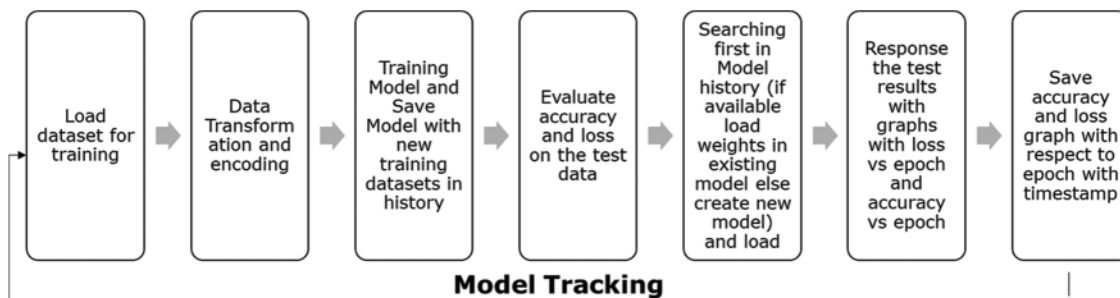 Load
dataset for
training
Data
Transform
ation and
encoding
Training
Model and
Save
Model with
new
training
datasets in
history
Evaluate
accuracy
and loss
on the test
data
Searching
first in
Model
history (if
available
load
weights in
existing
model else
create new
model)
and load
Response
the test
results
with
graphs
with loss
vs epoch
and
accuracy
vs epoch
Save
accuracy
and loss
graph with
respect to
epoch with
timestamp
Model Tracking